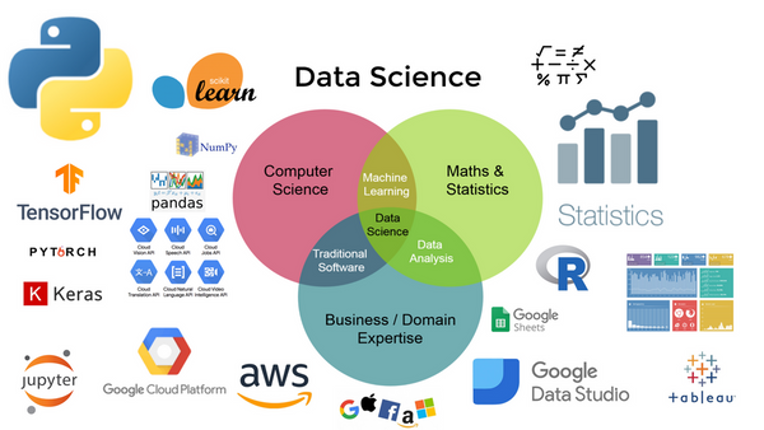 Data Science
scikit
learn
√ = ≠
+ − ÷ ×
% π Σ
NumPy
Computer
Science
Maths &
Statistics
Machine
Learning
TensorFlow
pandas
Data
Science
Statistics
PYTORCH
Cloud
Vision API
Cloud
Speech API
Cloud
Jobs API
Traditional
Software
Data
Analysis
R
K Keras
Cloud
Translation API
Cloud Natural
Language API
Cloud Video
Intelligence API
Business / Domain
Expertise
Google
Sheets
jupyter
Google Cloud Platform
aws
G f a
Google
Data Studio
+ableau